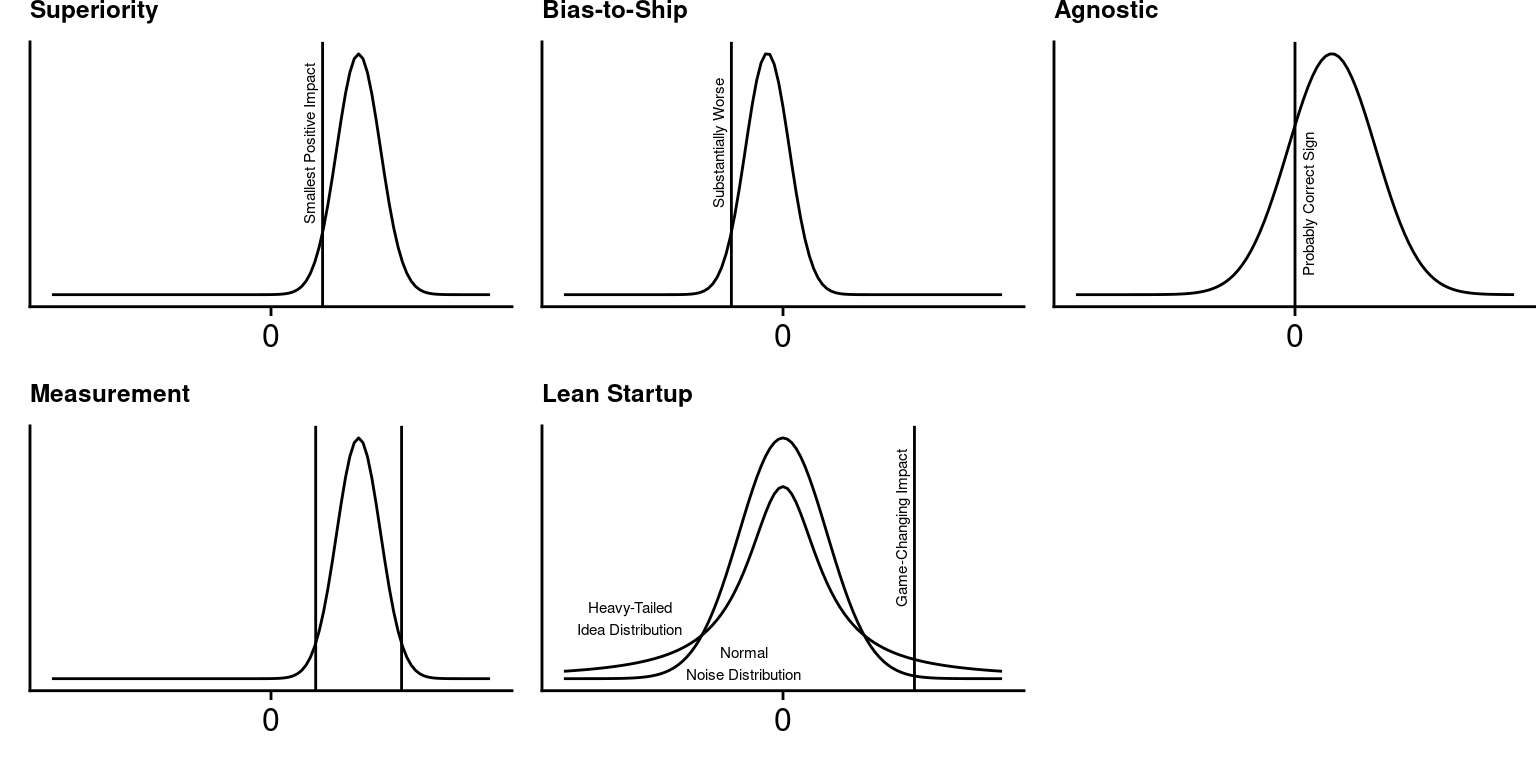 Superiority
Smallest Positive Impact
0
Bias-to-Ship
Substantially Worse
0
Agnostic
Probably Correct Sign
0
Measurement
0
Lean Startup
Game-Changing Impact
Heavy-Tailed
Idea Distribution
Normal
Noise Distribution
0